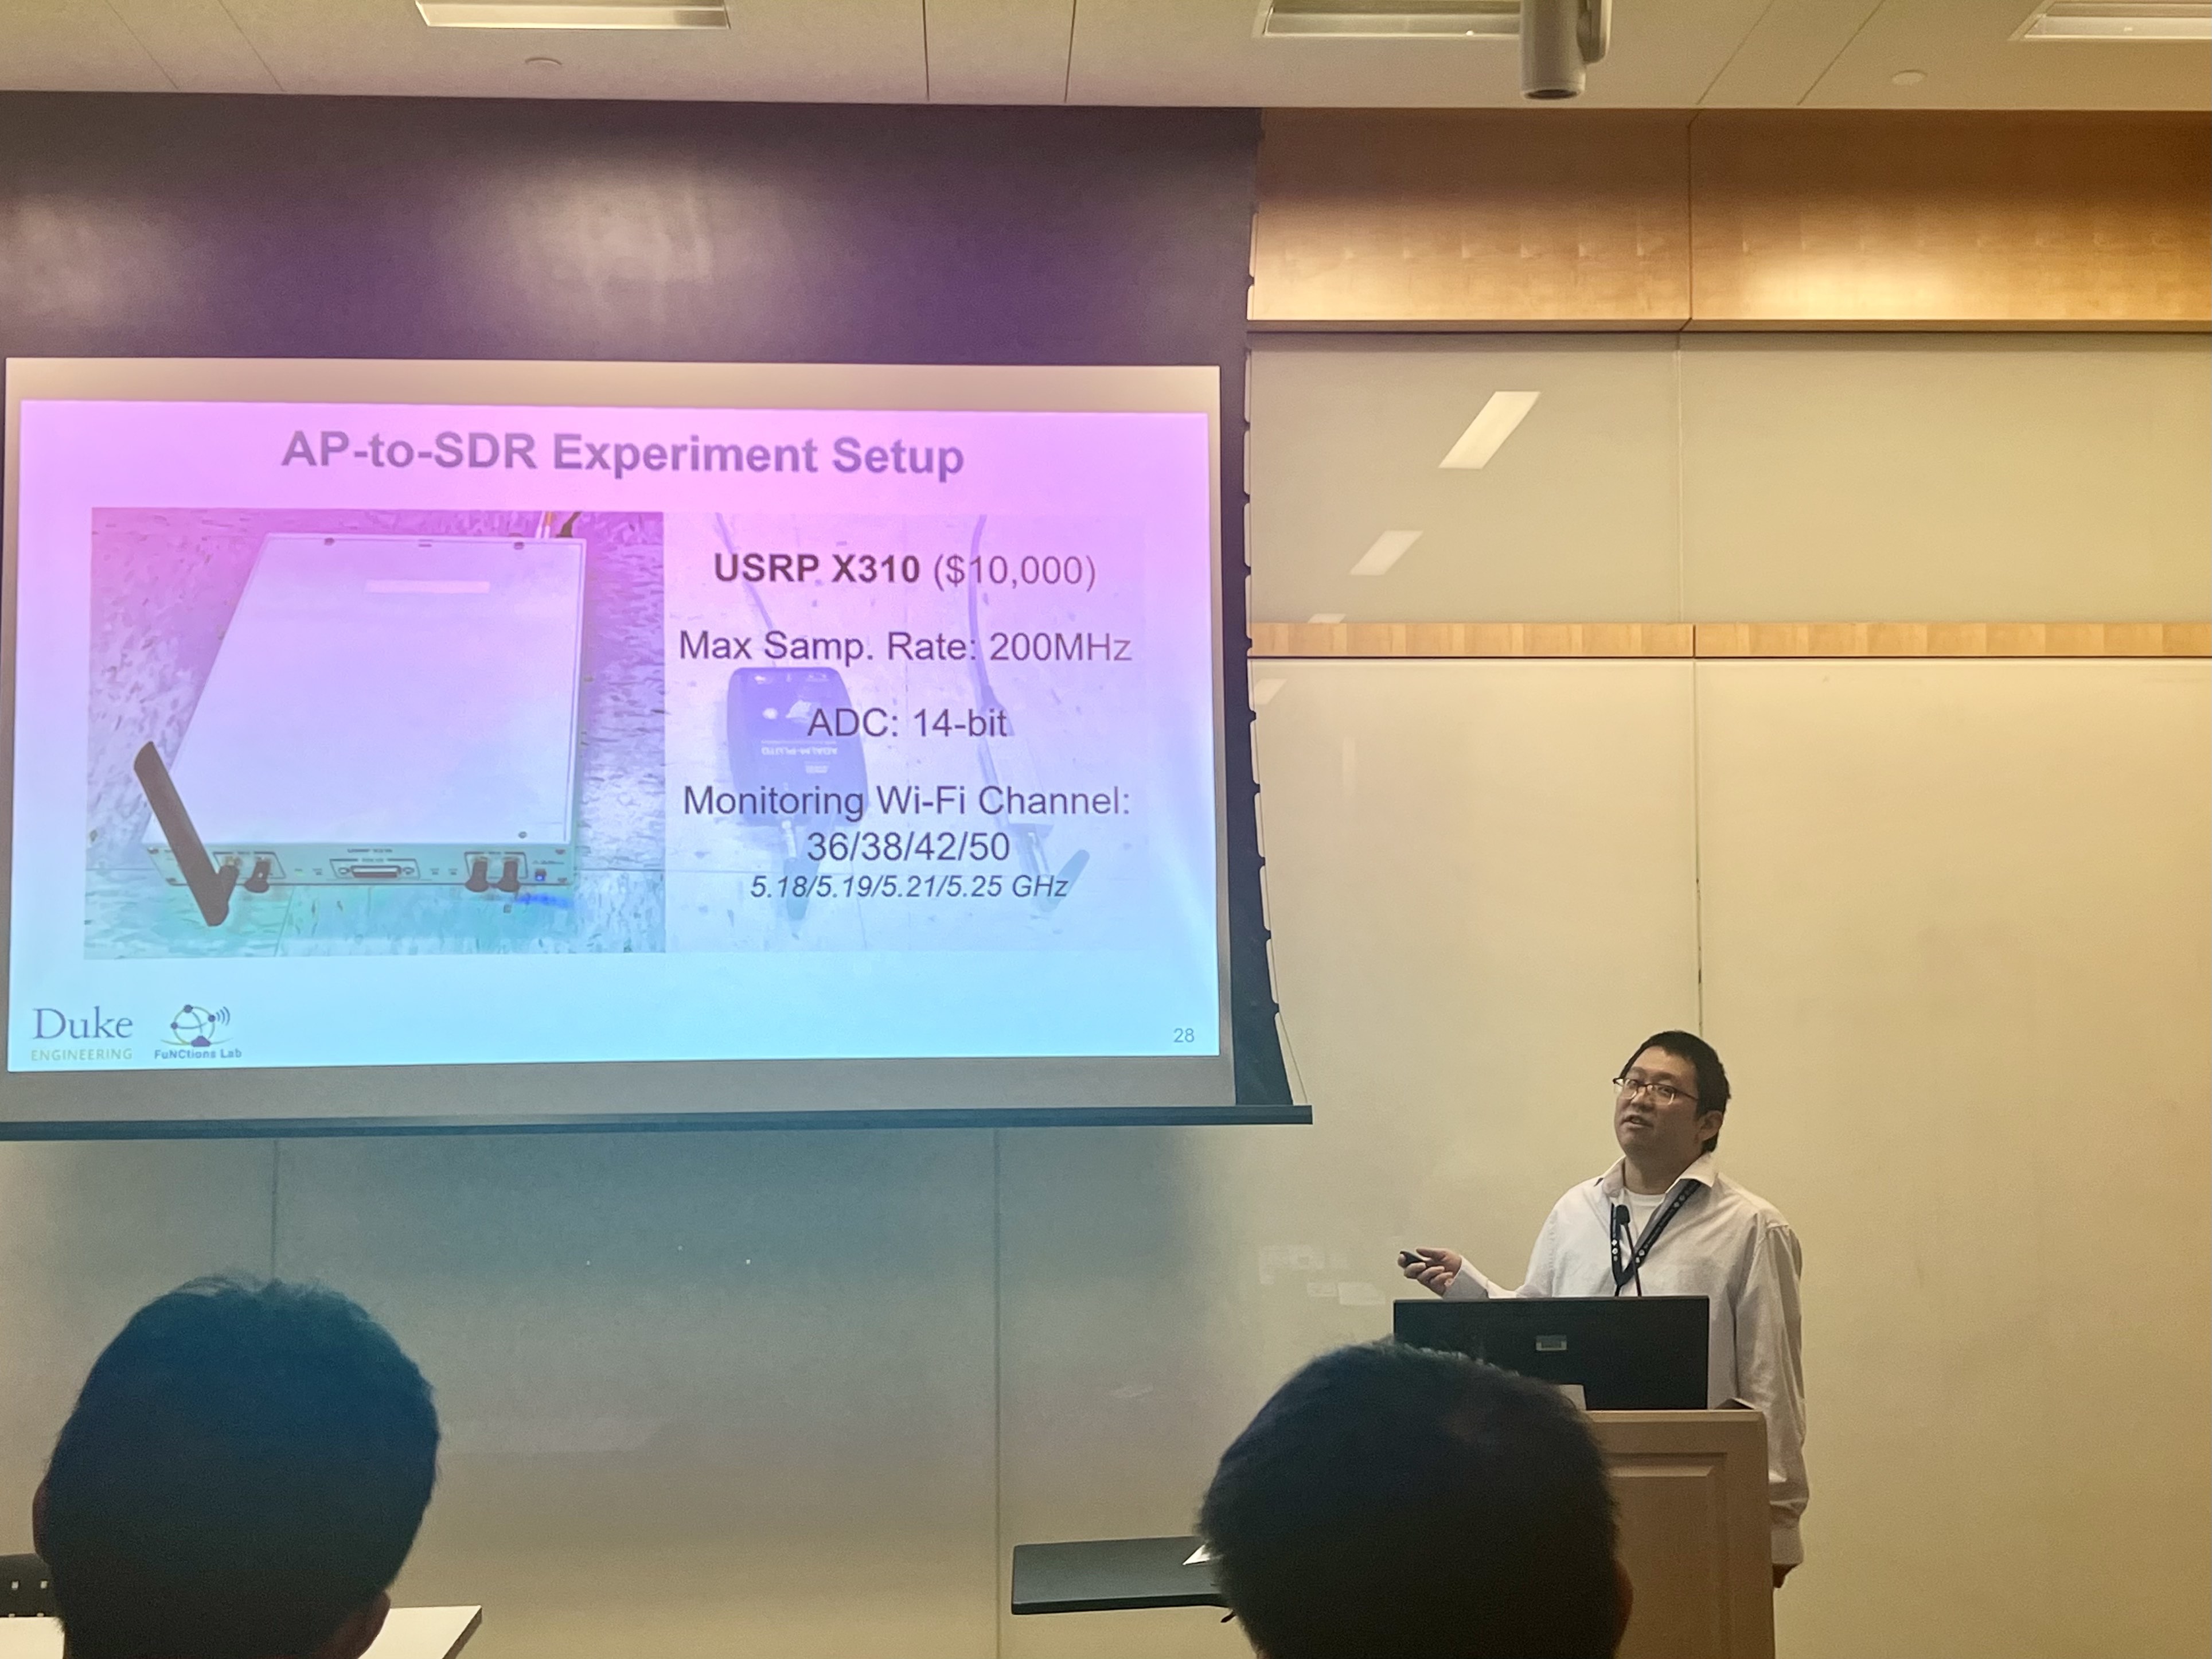 AP-to-SDR Experiment Setup
USRP X310 ($10,000)
Max Samp. Rate: 200MHz
ADC: 14-bit
ADALM-PLUTO
Monitoring Wi-Fi Channel:
36/38/42/50
5.18/5.19/5.21/5.25 GHz
Duke
ENGINEERING
FuNCtions Lab
28